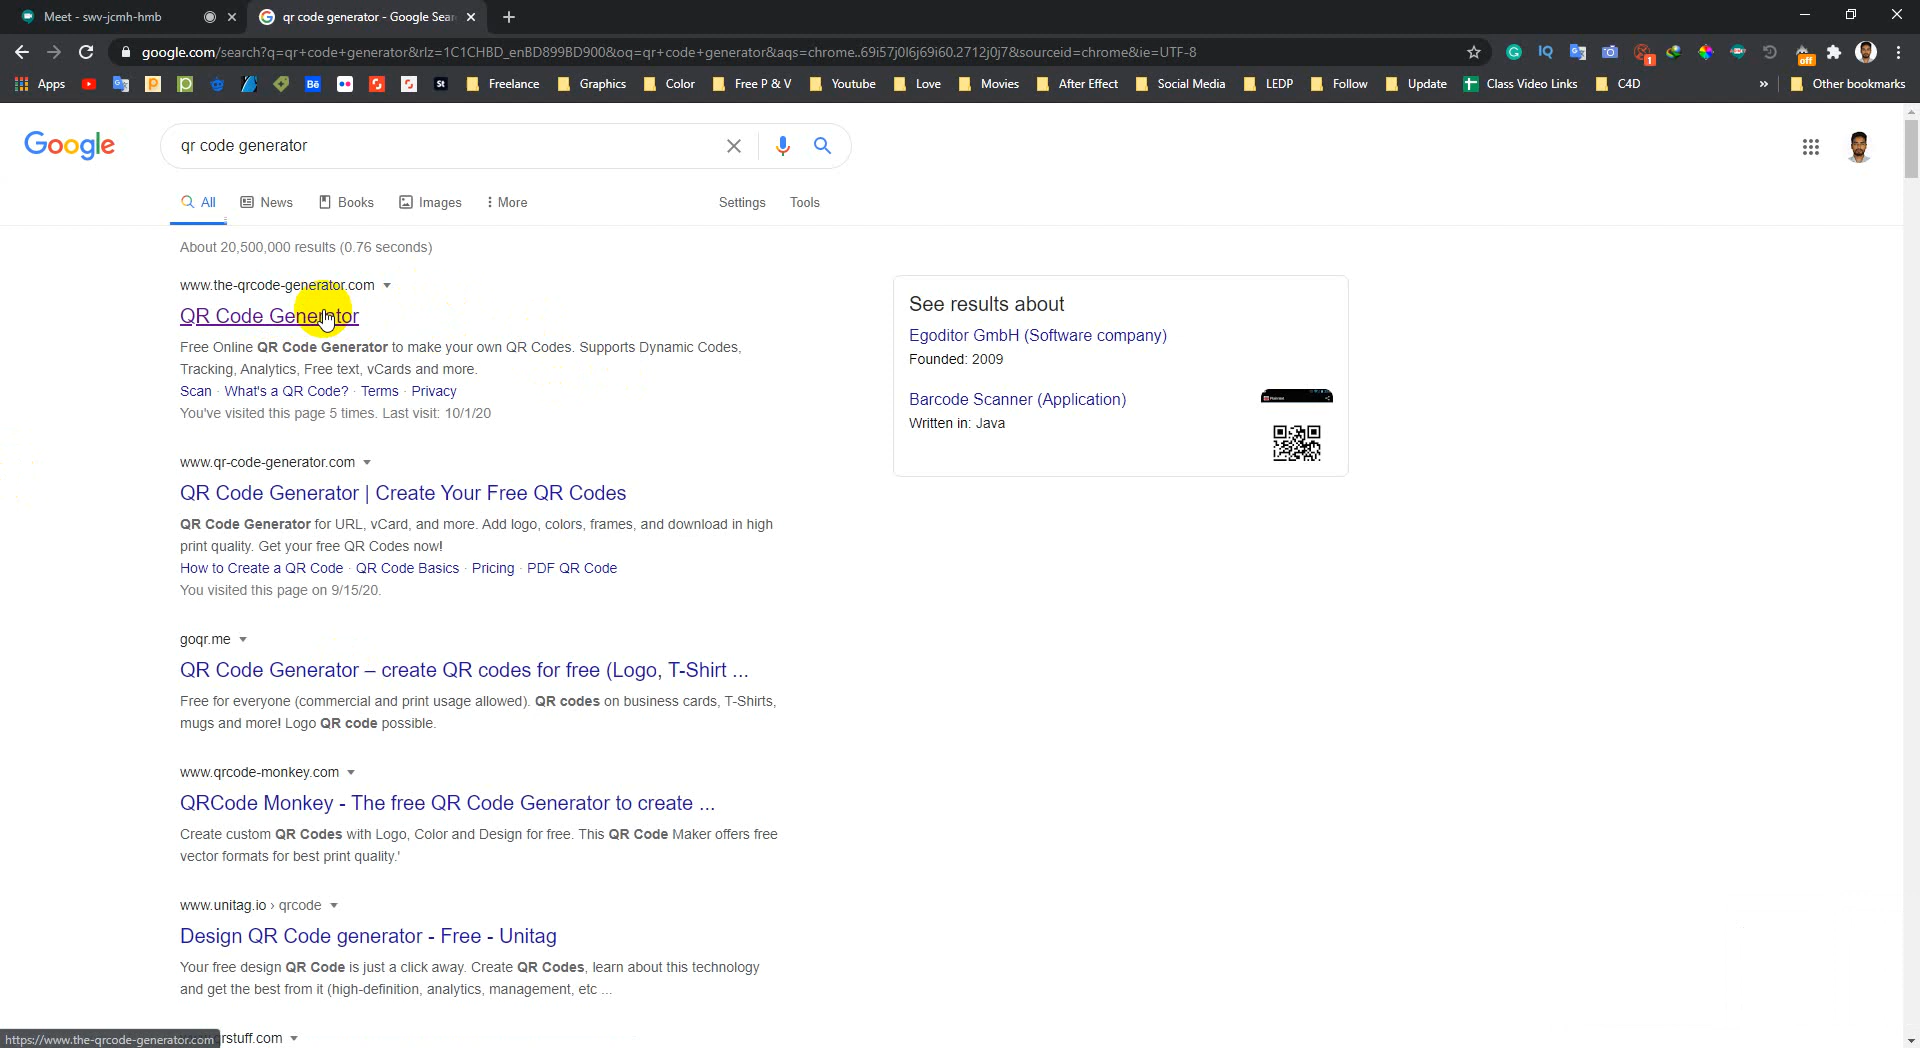 Meet - swv-jcmh-hmb
qr code generator - Google Sear
google.com/search?q=qr+code+generator&rlz=1C1CHBD_enBD899BD900&oq=qr+code+generator&aqs=chrome..69i57j0l6j69i60.2712j0j7&sourceid=chrome&ie=UTF-8
1
off
Apps
Bē
St
Freelance
Graphics
Color
Free P & V
Youtube
Love
Movies
After Effect
Social Media
LEDP
Follow
Update
Class Video Links
C4D
»
Other bookmarks
Google
qr code generator
All
News
Books
Images
More
Settings
Tools
About 20,500,000 results (0.76 seconds)
www.the-qrcode-generator.com
QR Code Generator
Free Online QR Code Generator to make your own QR Codes. Supports Dynamic Codes,
Tracking, Analytics, Free text, vCards and more.
Scan · What's a QR Code? · Terms · Privacy
You've visited this page 5 times. Last visit: 10/1/20
www.qr-code-generator.com
QR Code Generator | Create Your Free QR Codes
QR Code Generator for URL, vCard, and more. Add logo, colors, frames, and download in high
print quality. Get your free QR Codes now!
How to Create a QR Code · QR Code Basics · Pricing · PDF QR Code
You visited this page on 9/15/20.
goqr.me
QR Code Generator – create QR codes for free (Logo, T-Shirt ...
Free for everyone (commercial and print usage allowed). QR codes on business cards, T-Shirts,
mugs and more! Logo QR code possible.
www.qrcode-monkey.com
QRCode Monkey - The free QR Code Generator to create ...
Create custom QR Codes with Logo, Color and Design for free. This QR Code Maker offers free
vector formats for best print quality.'
www.unitag.io › qrcode
Design QR Code generator - Free - Unitag
Your free design QR Code is just a click away. Create QR Codes, learn about this technology
and get the best from it (high-definition, analytics, management, etc ...
rstuff.com
https://www.the-qrcode-generator.com
See results about
Egoditor GmbH (Software company)
Founded: 2009
Barcode Scanner (Application)
Written in: Java